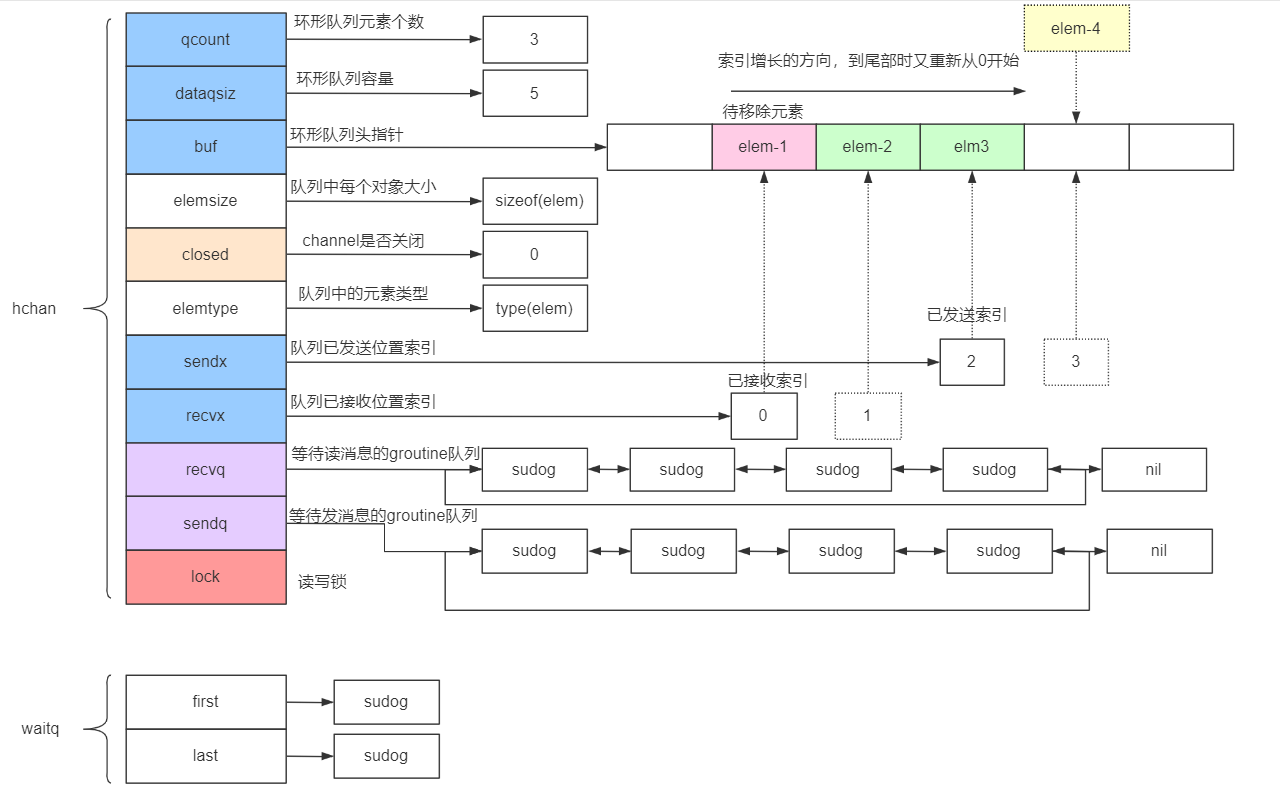 hchan
qcount
环形队列元素个数
3
dataqsiz
环形队列容量
5
buf
环形队列头指针
elem-4
索引增长的方向，到尾部时又重新从0开始
待移除元素
elem-1
elem-2
elm3
elemsize
队列中每个对象大小
sizeof(elem)
closed
channel是否关闭
0
elemtype
队列中的元素类型
type(elem)
sendx
队列已发送位置索引
已发送索引
2
3
recvx
队列已接收位置索引
已接收索引
0
1
recvq
等待读消息的groutine队列
sudog
sudog
sudog
sudog
nil
sendq
等待发消息的groutine队列
sudog
sudog
sudog
sudog
nil
lock
读写锁
waitq
first
sudog
last
sudog